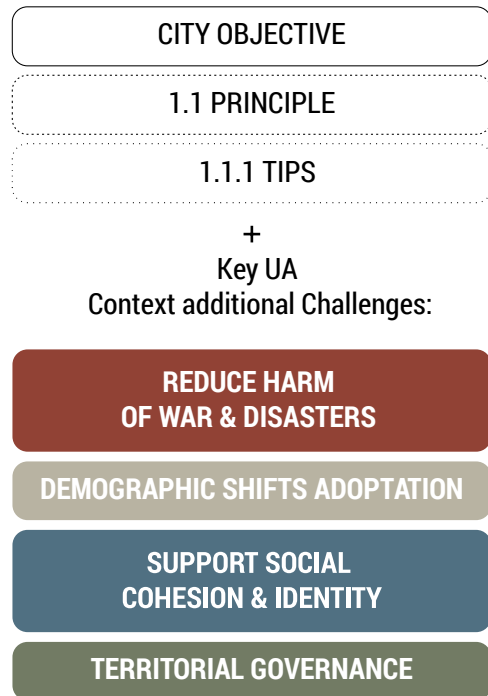 CITY OBJECTIVE
1.1 PRINCIPLE
1.1.1 TIPS
+
Key UA
Context additional Challenges:
REDUCE HARM
OF WAR & DISASTERS
DEMOGRAPHIC SHIFTS ADOPTATION
SUPPORT SOCIAL
COHESION & IDENTITY
TERRITORIAL GOVERNANCE